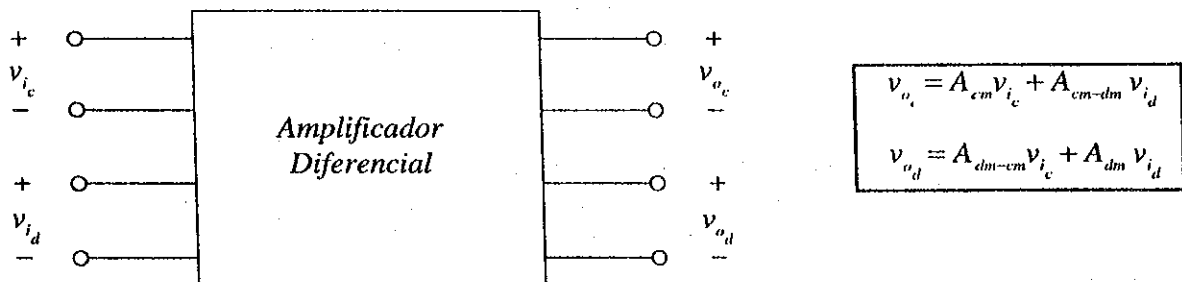 +
v_{i_c}
−
+
v_{i_d}
−
Amplificador
Diferencial
+
v_{o_c}
−
+
v_{o_d}
−
v_{o_c} = A_{cm} v_{i_c} + A_{cm-dm} v_{i_d}
v_{o_d} = A_{dm-cm} v_{i_c} + A_{dm} v_{i_d}